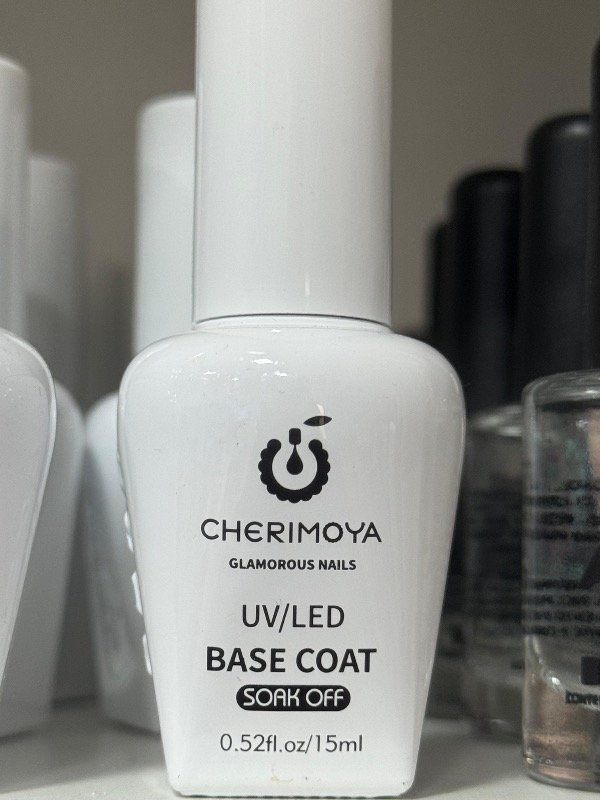 CHERIMOYA
GLAMOROUS NAILS
UV/LED
BASE COAT
SOAK OFF
0.52fl.oz/15ml